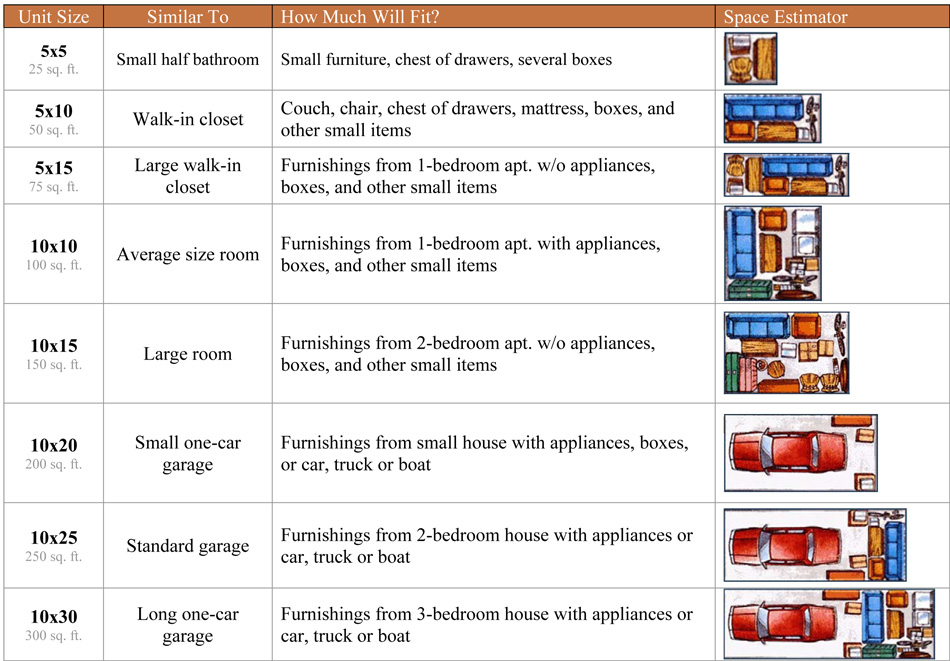 Unit Size Similar To How Much Will Fit? Space Estimator
5x5
25 sq. ft.
Small half bathroom
Small furniture, chest of drawers, several boxes
5x10
50 sq. ft.
Walk-in closet
Couch, chair, chest of drawers, mattress, boxes, and
other small items
5x15
75 sq. ft.
Large walk-in
closet
Furnishings from 1-bedroom apt. w/o appliances,
boxes, and other small items
10x10
100 sq. ft.
Average size room
Furnishings from 1-bedroom apt. with appliances,
boxes, and other small items
10x15
150 sq. ft.
Large room
Furnishings from 2-bedroom apt. w/o appliances,
boxes, and other small items
10x20
200 sq. ft.
Small one-car
garage
Furnishings from small house with appliances, boxes,
or car, truck or boat
10x25
250 sq. ft.
Standard garage
Furnishings from 2-bedroom house with appliances or
car, truck or boat
10x30
300 sq. ft.
Long one-car
garage
Furnishings from 3-bedroom house with appliances or
car, truck or boat